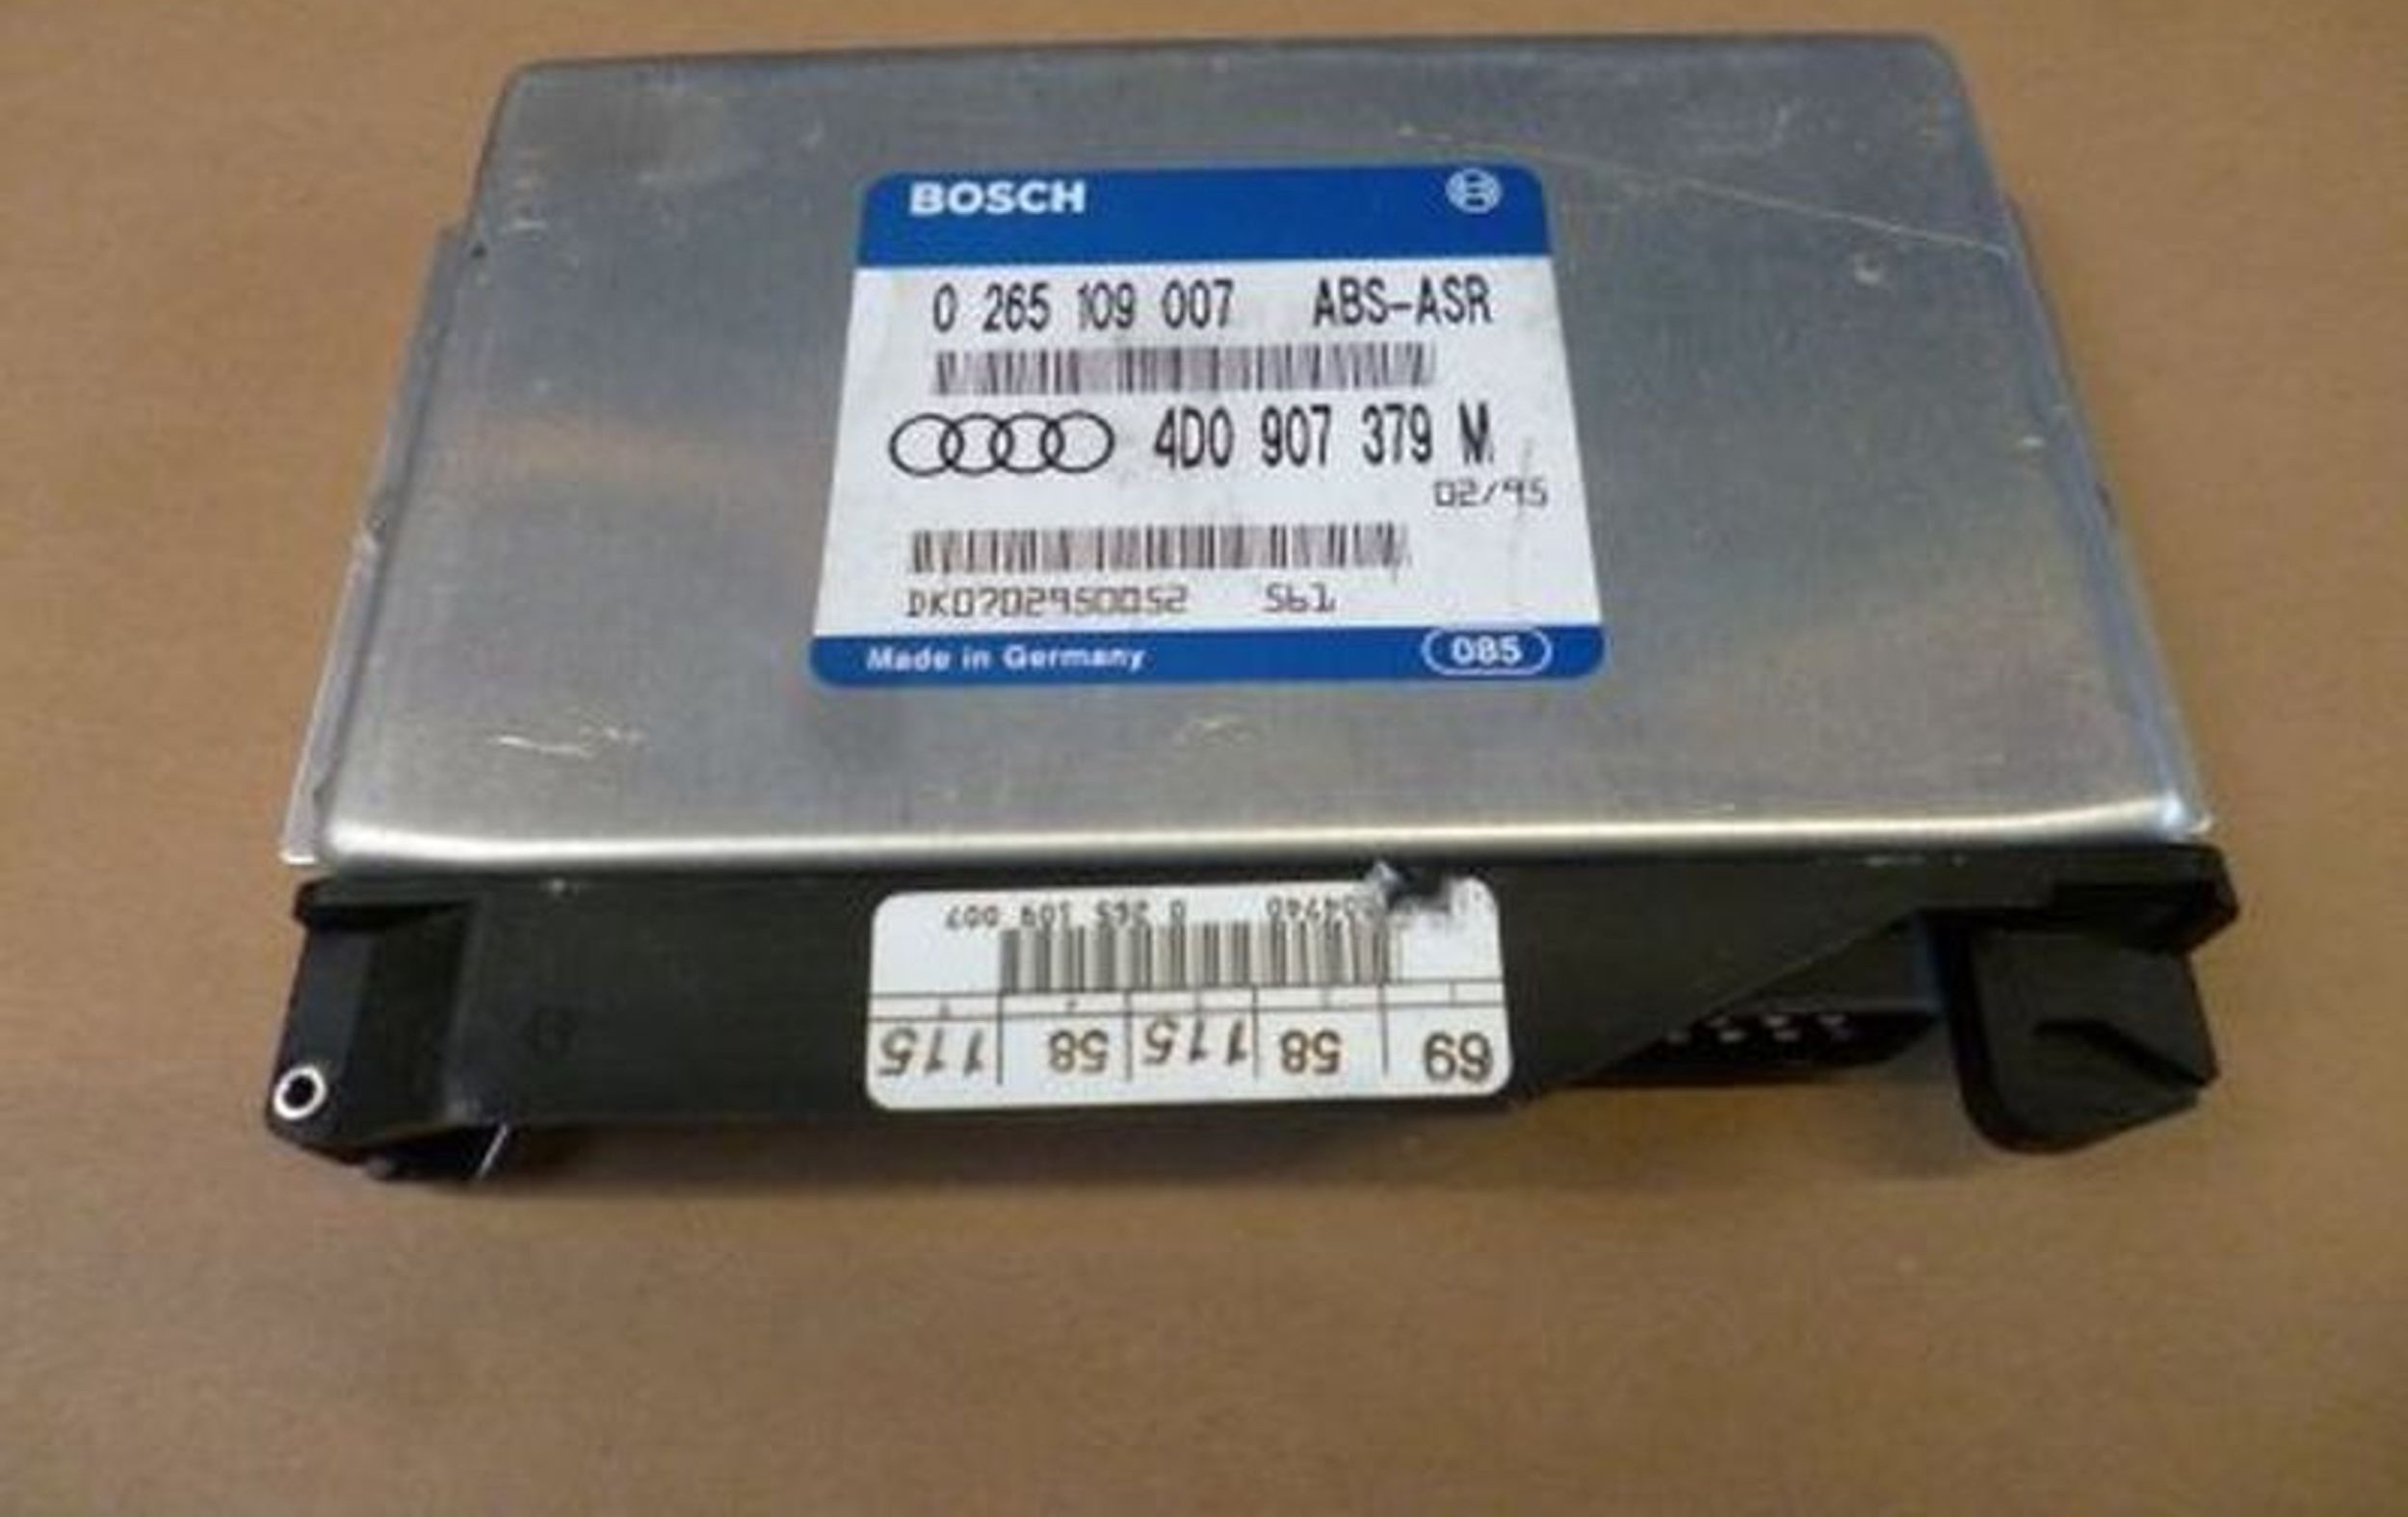 BOSCH
0 265 109 007 ABS-ASR
4D0 907 379 M
02/95
DK0702950052 561
Made in Germany 085
69 58 115 58 115
0 265 109 007